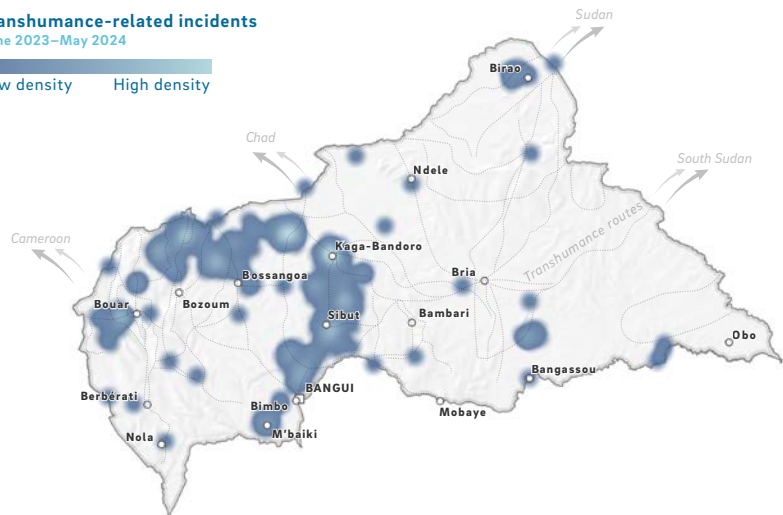 anshumance-related incidents
ne 2023–May 2024
w density High density
Sudan
Birao
Chad
Ndele
South Sudan
Transhumance routes
Cameroon
Kaga-Bandoro
Bossangoa
Bria
Bouar
Bozoum
Sibut
Bambari
Obo
Bangassou
BANGUI
Berbérati
Bimbo
Mobaye
M'baiki
Nola